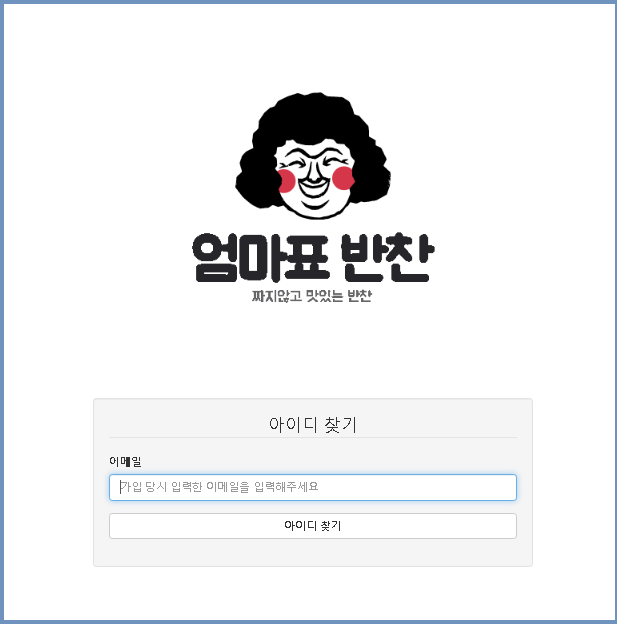 엄마표 반찬
짜지않고 맛있는 반찬
아이디 찾기
이메일
가입 당시 입력한 이메일을 입력해주세요
아이디 찾기